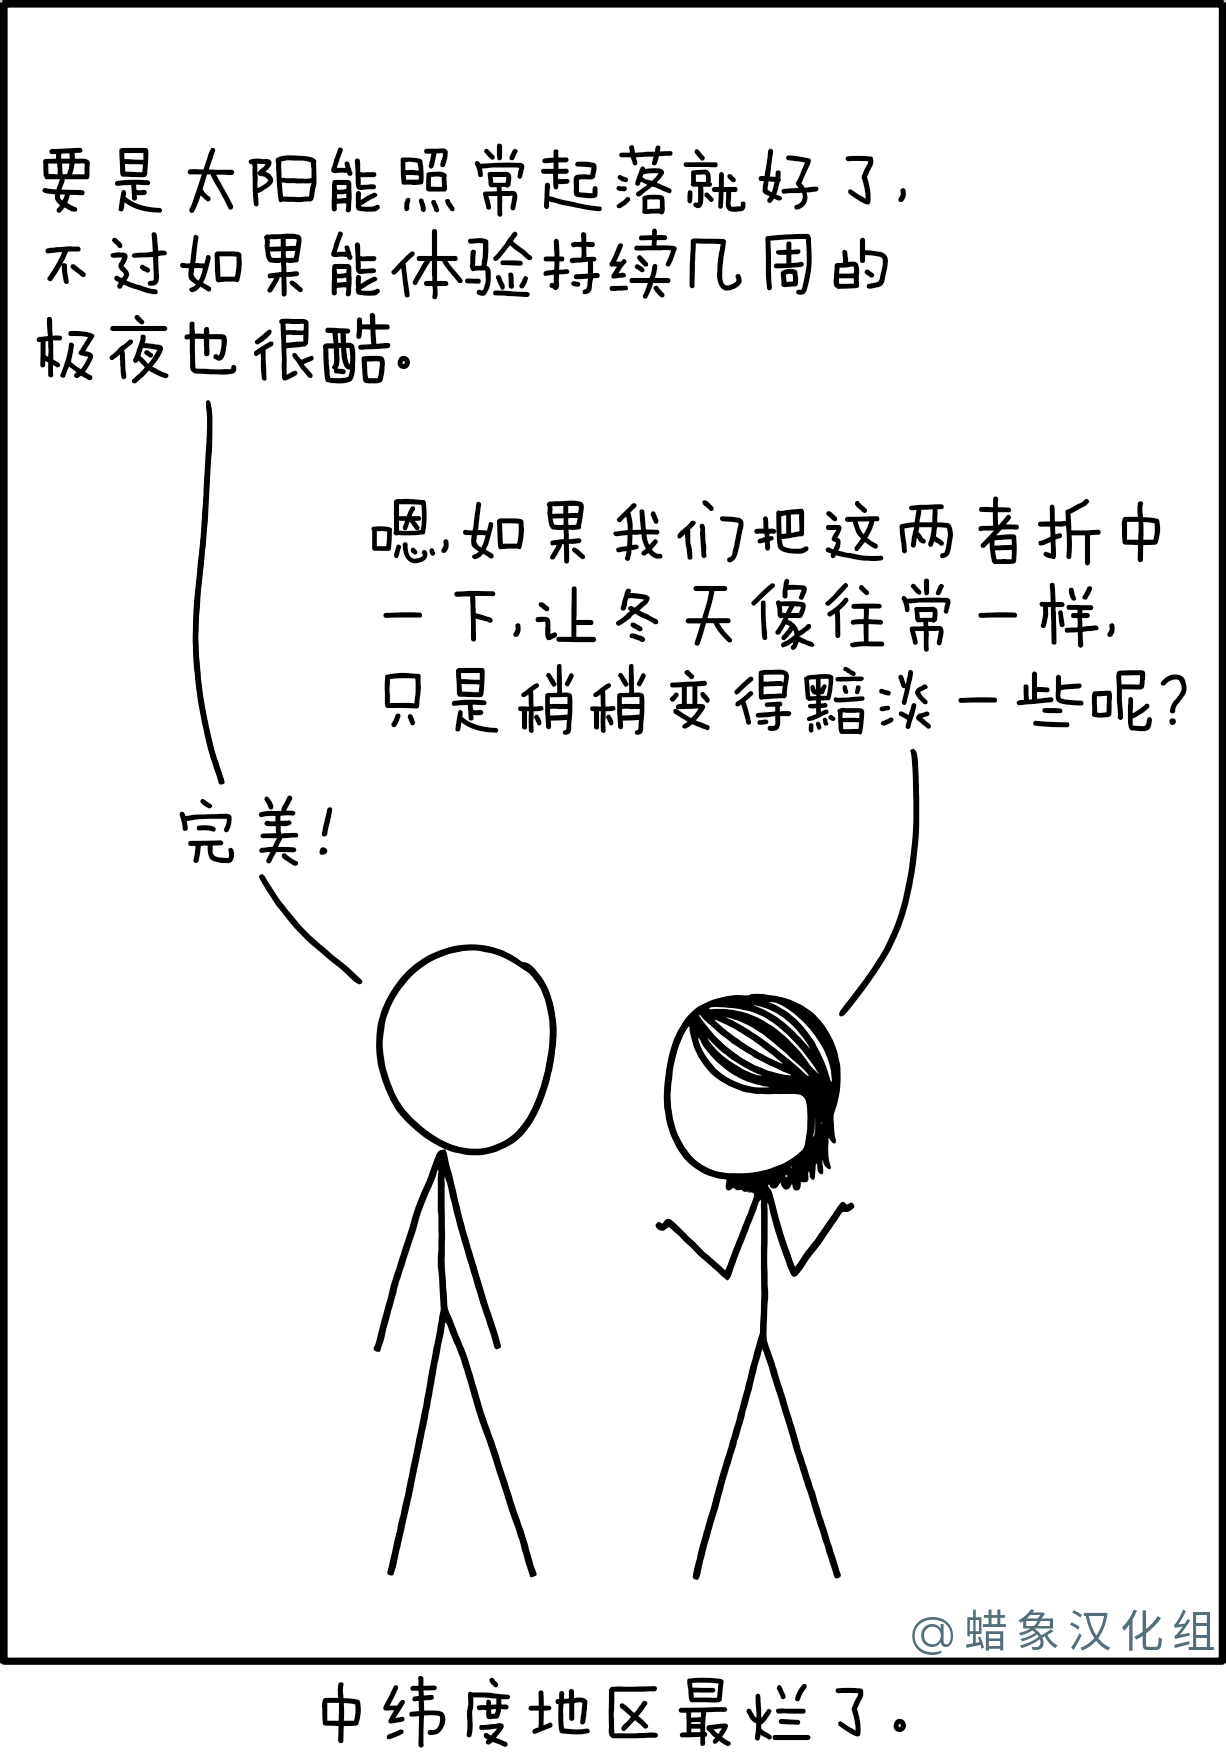 要是太阳能照常起落就好了,
不过如果能体验持续几周的
极夜也很酷。
嗯,如果我们把这两者折中
一下,让冬天像往常一样,
只是稍稍变得黯淡一些呢?
完美!
@蜡象汉化组
中纬度地区最烂了。